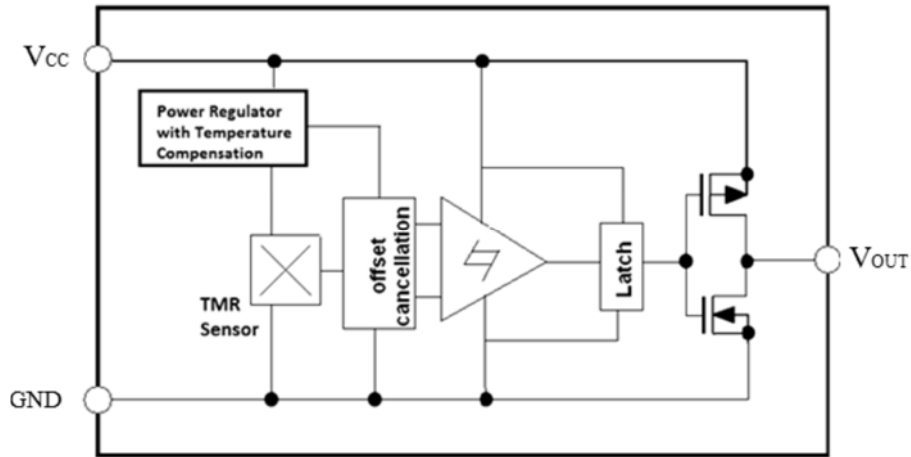 VCC
Power Regulator
with Temperature
Compensation
offset
cancellation
Latch
VOUT
TMR
Sensor
GND